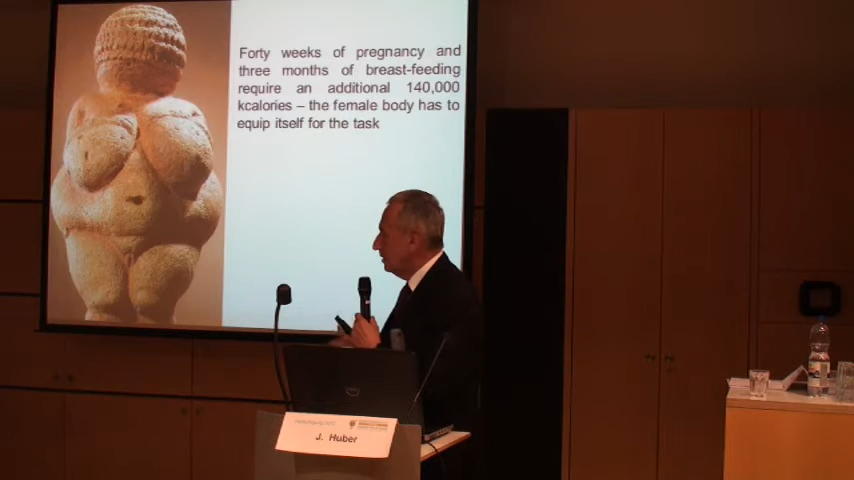 Forty weeks of pregnancy and
three months of breast-feeding
require an additional 140,000
kcalories – the female body has to
equip itself for the task
J. Huber